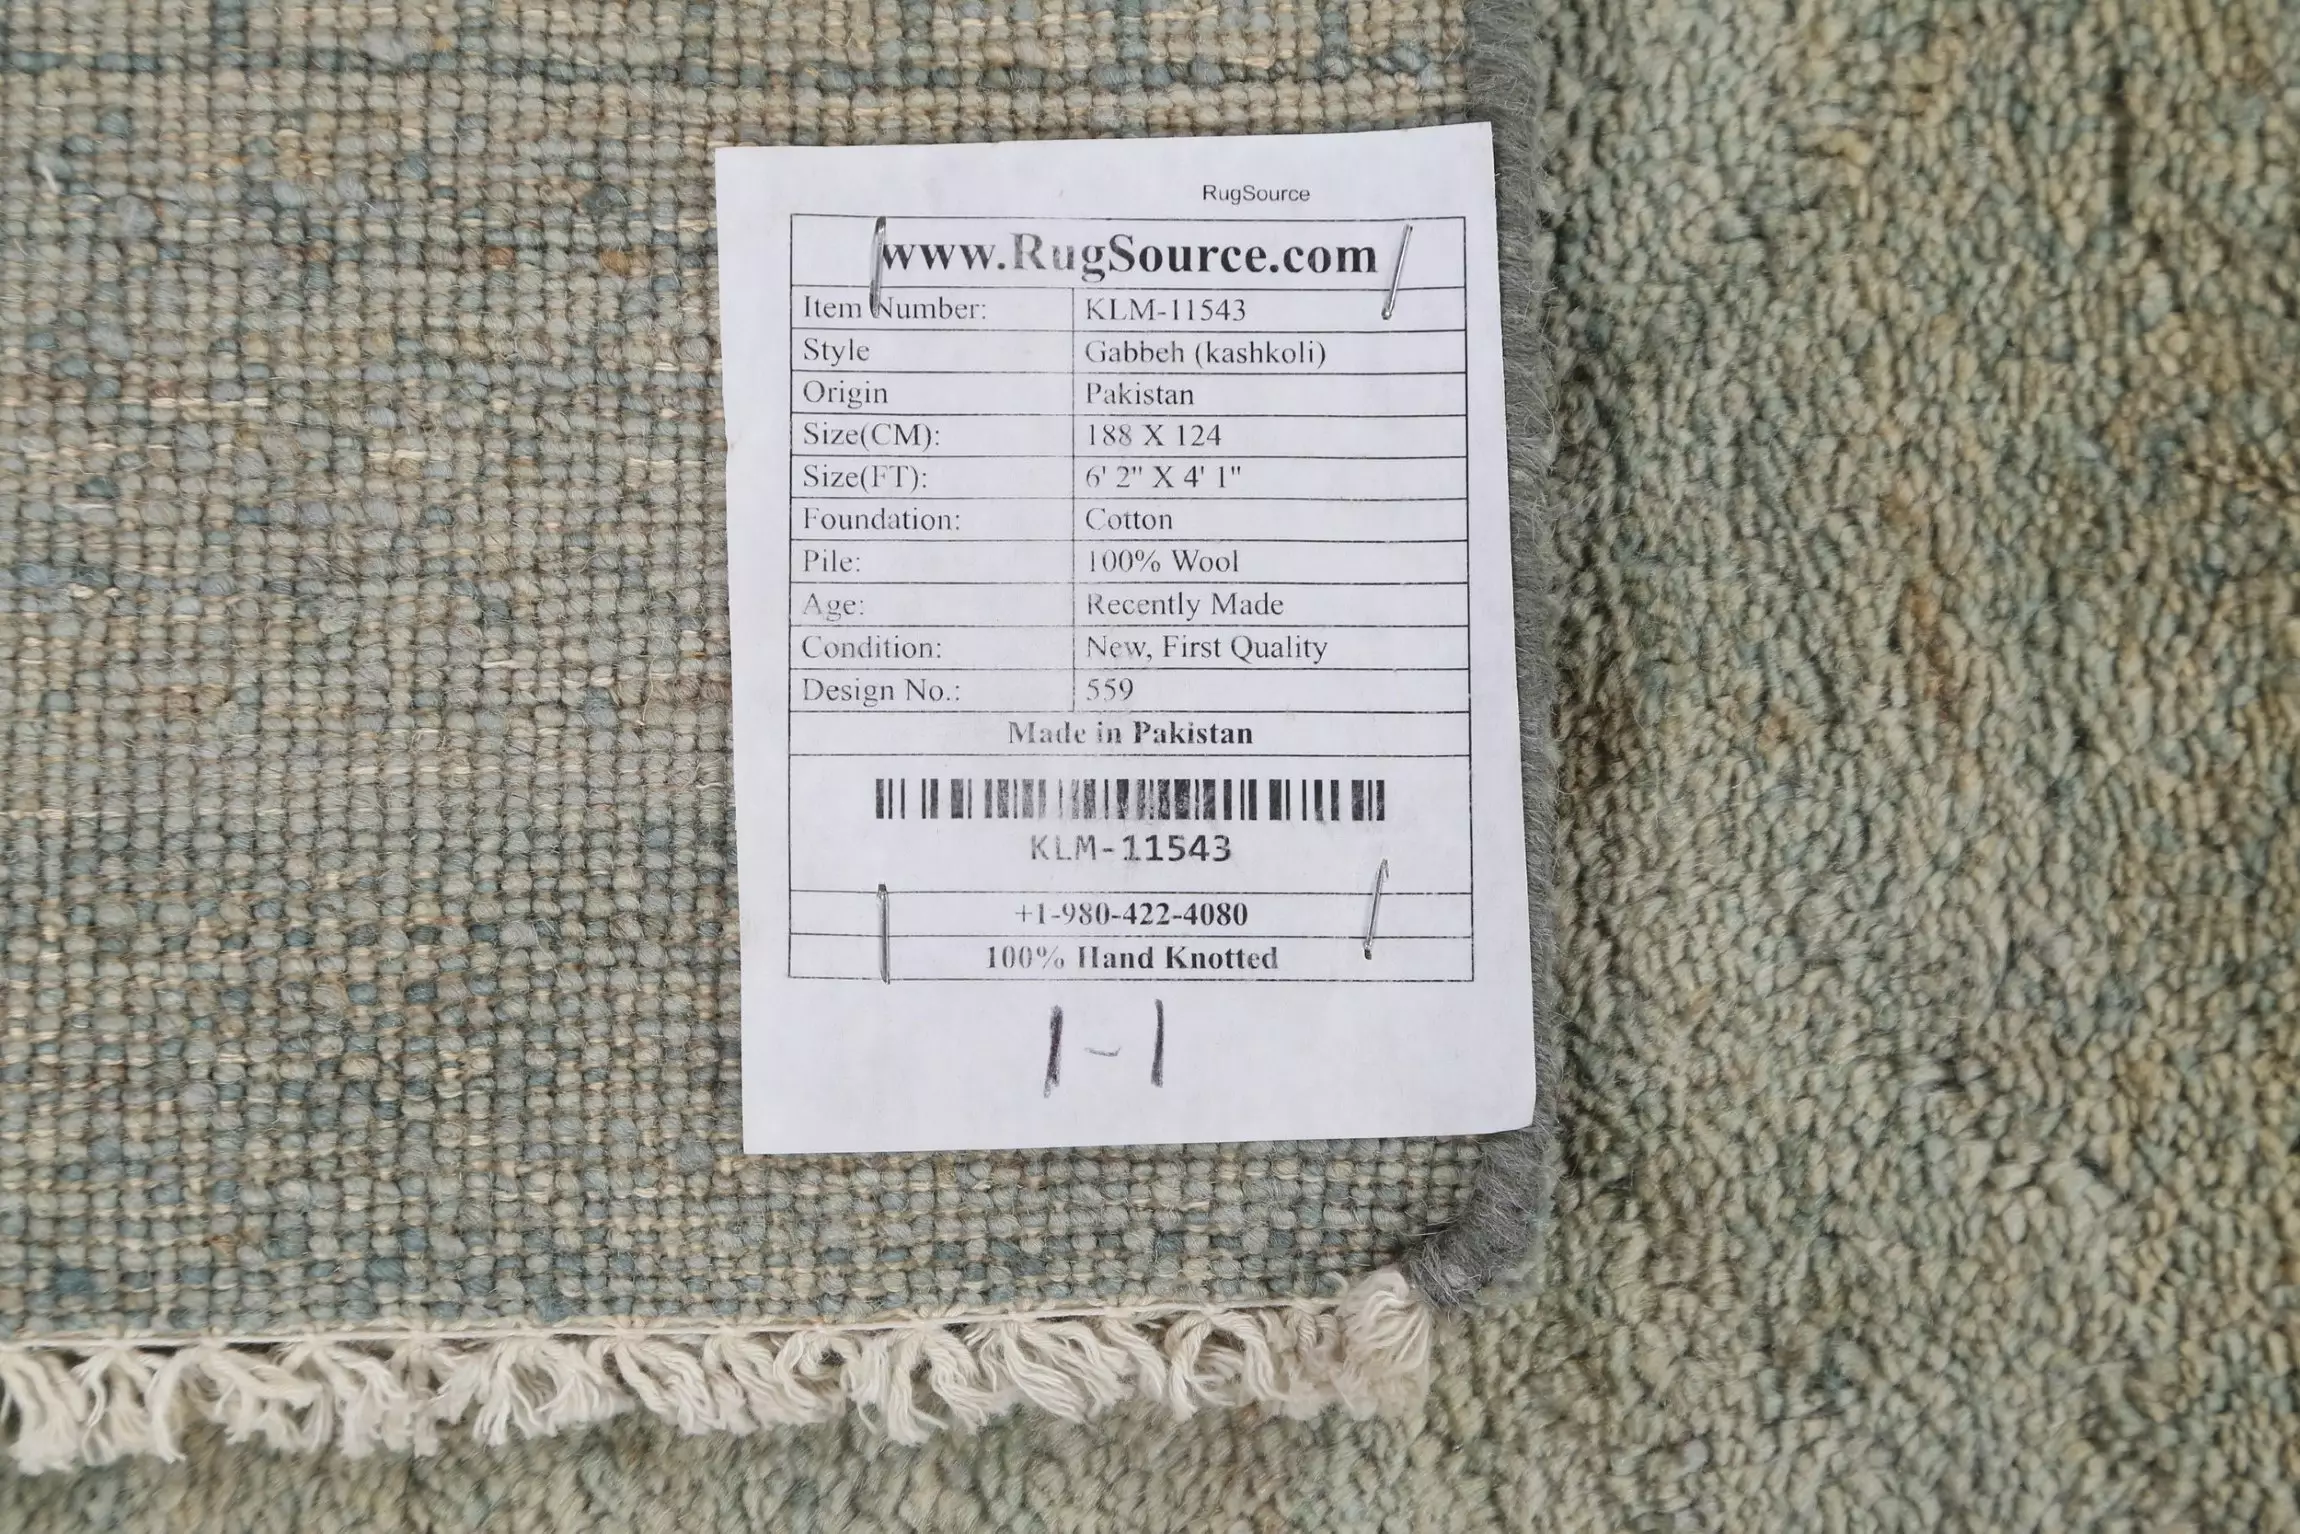 RugSource
www.RugSource.com
Item Number: KLM-11543
Style Gabbeh (kashkoli)
Origin Pakistan
Size(CM): 188 X 124
Size(FT): 6' 2" X 4' 1"
Foundation: Cotton
Pile: 100% Wool
Age: Recently Made
Condition: New, First Quality
Design No.: 559
Made in Pakistan
KLM-11543
+1-980-422-4080
100% Hand Knotted
1-1